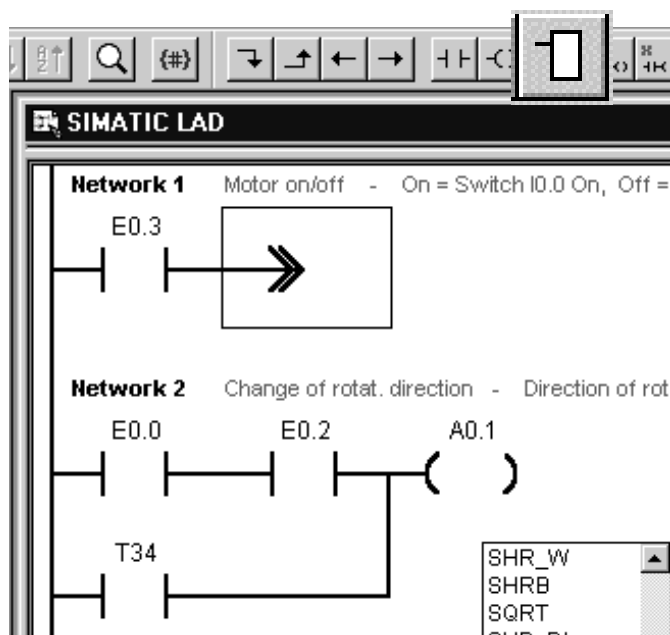 SIMATIC LAD
Network 1 Motor on/off - On = Switch I0.0 On, Off =
E0.3
Network 2 Change of rotat. direction - Direction of rot
E0.0 E0.2 A0.1
T34
SHR_W
SHRB
SQRT